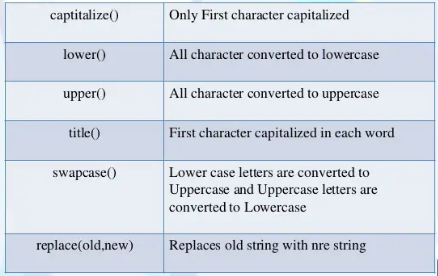 captitalize() Only First character capitalized
lower() All character converted to lowercase
upper() All character converted to uppercase
title() First character capitalized in each word
swapcase() Lower case letters are converted to
Uppercase and Uppercase letters are
converted to Lowercase
replace(old,new) Replaces old string with nre string